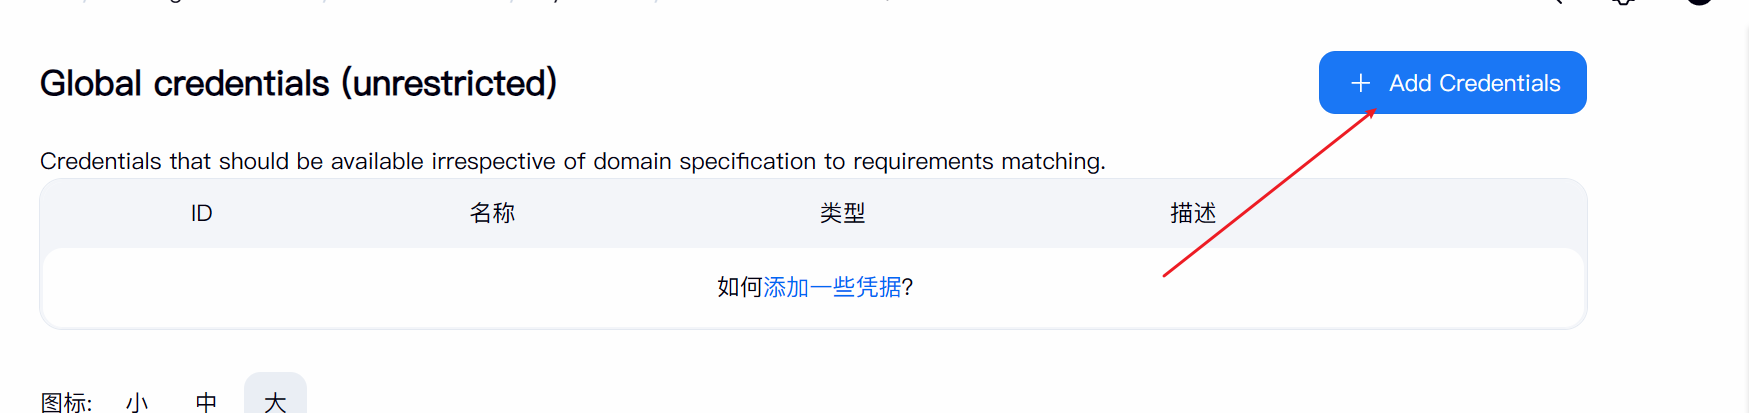 Global credentials (unrestricted)
+ Add Credentials
Credentials that should be available irrespective of domain specification to requirements matching.
ID 名称 类型 描述
如何添加一些凭据?
图标: 小 中 大